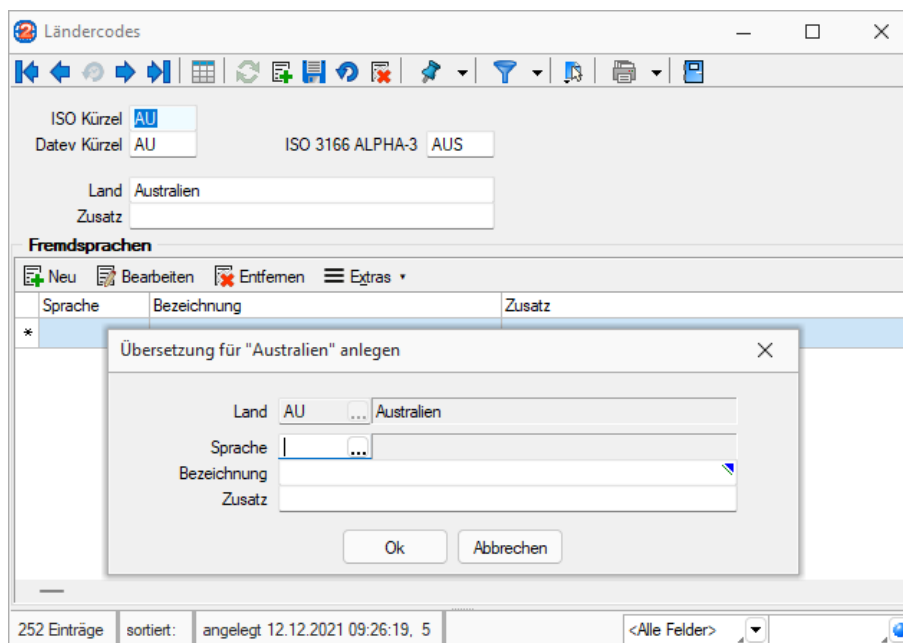 Ländercodes
ISO Kürzel AU
Datev Kürzel AU ISO 3166 ALPHA-3 AUS
Land Australien
Zusatz
Fremdsprachen
Neu Bearbeiten Entfernen Extras
Sprache Bezeichnung Zusatz
*
Übersetzung für "Australien" anlegen
Land AU ... Australien
Sprache ...
Bezeichnung
Zusatz
Ok Abbrechen
252 Einträge sortiert: angelegt 12.12.2021 09:26:19, 5 <Alle Felder>